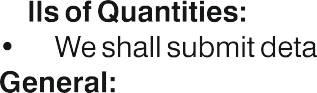 lls of Quantities:
• We shall submit deta
General: